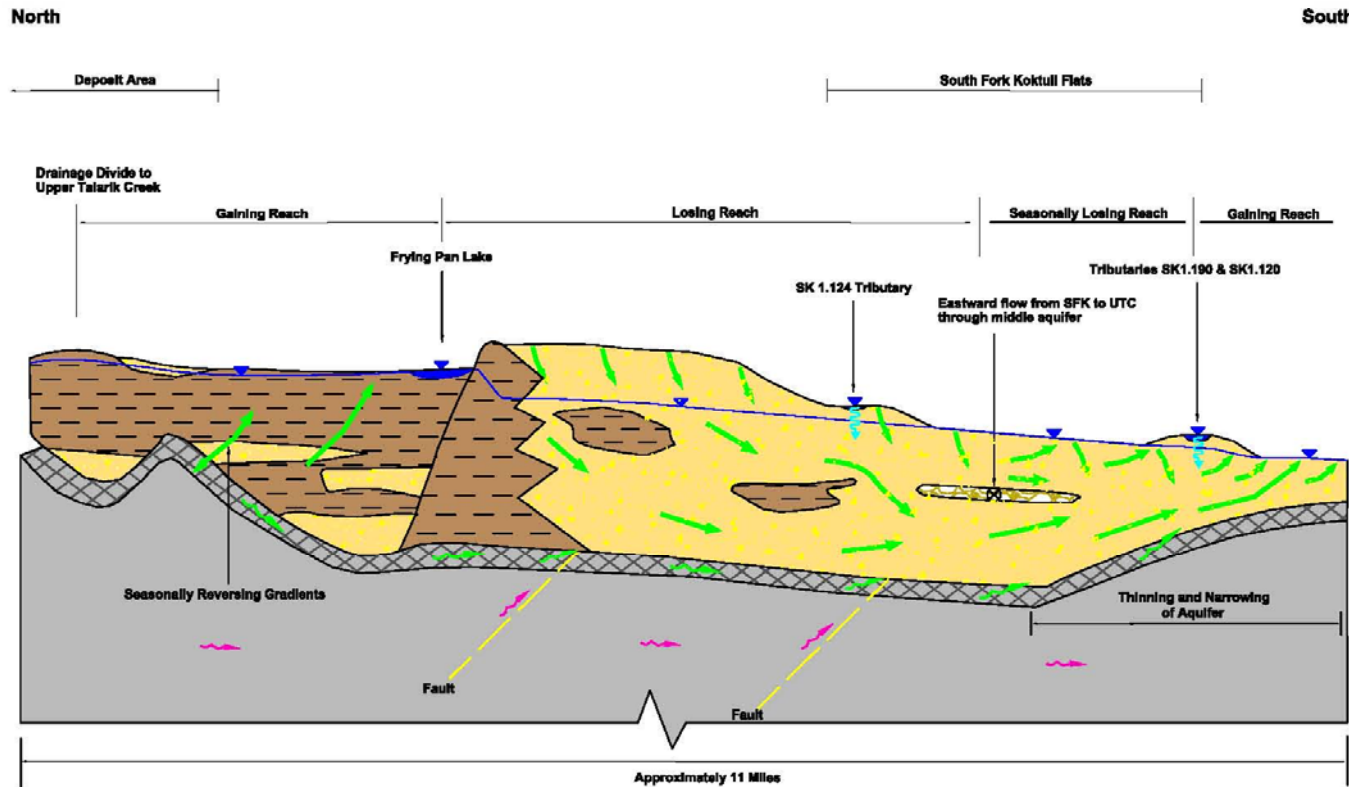 North
South
Deposit Area
South Fork Koktuli Flats
Drainage Divide to
Upper Talarik Creek
Gaining Reach
Losing Reach
Seasonally Losing Reach
Gaining Reach
Frying Pan Lake
Tributaries SK1.190 & SK1.120
SK 1.124 Tributary
Eastward flow from SFK to UTC
through middle aquifer
Seasonally Reversing Gradients
Thinning and Narrowing
of Aquifer
Fault
Fault
Approximately 11 Miles